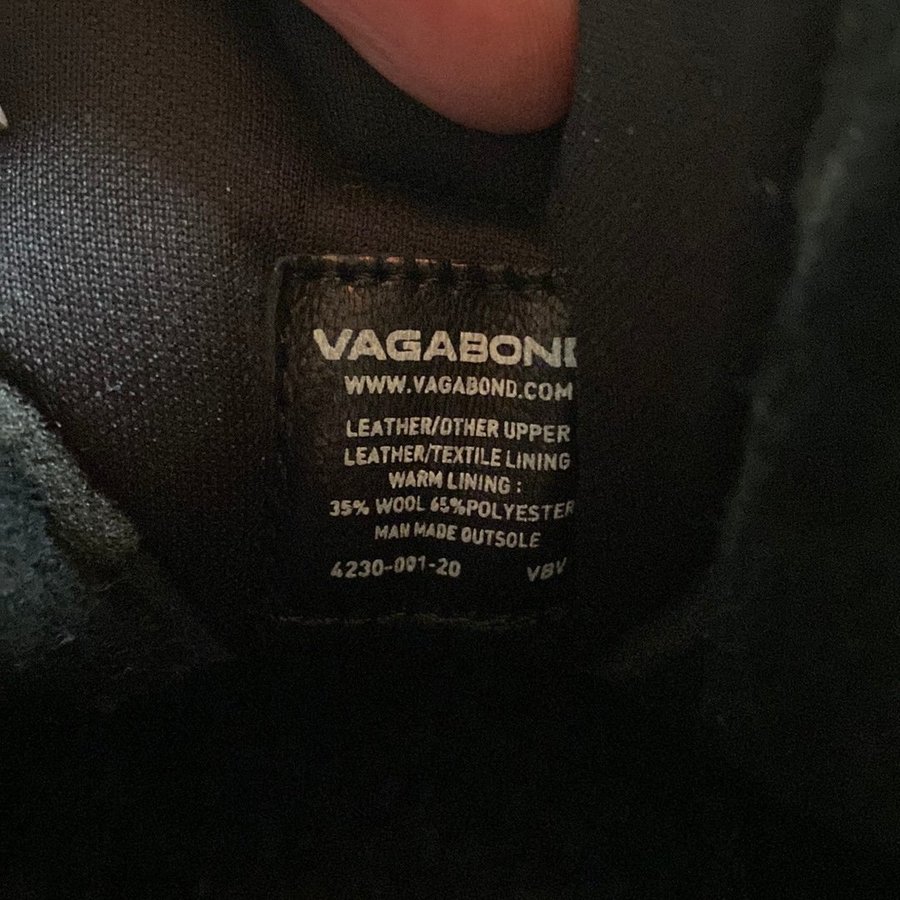 VAGABOND
WWW.VAGABOND.COM
LEATHER/OTHER UPPER
LEATHER/TEXTILE LINING
WARM LINING :
35% WOOL 65%POLYESTER
MAN MADE OUTSOLE
4230-001-20 VBV